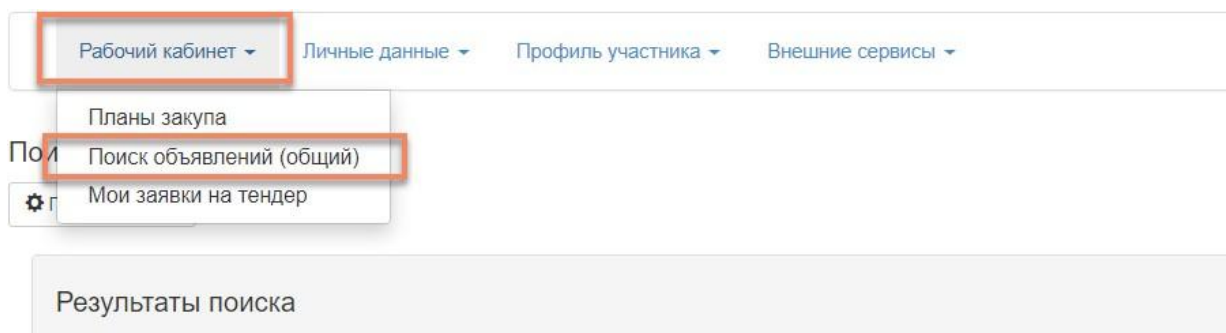 Рабочий кабинет Личные данные Профиль участника Внешние сервисы
Планы закупа
Поиск объявлений (общий)
Мои заявки на тендер
Результаты поиска